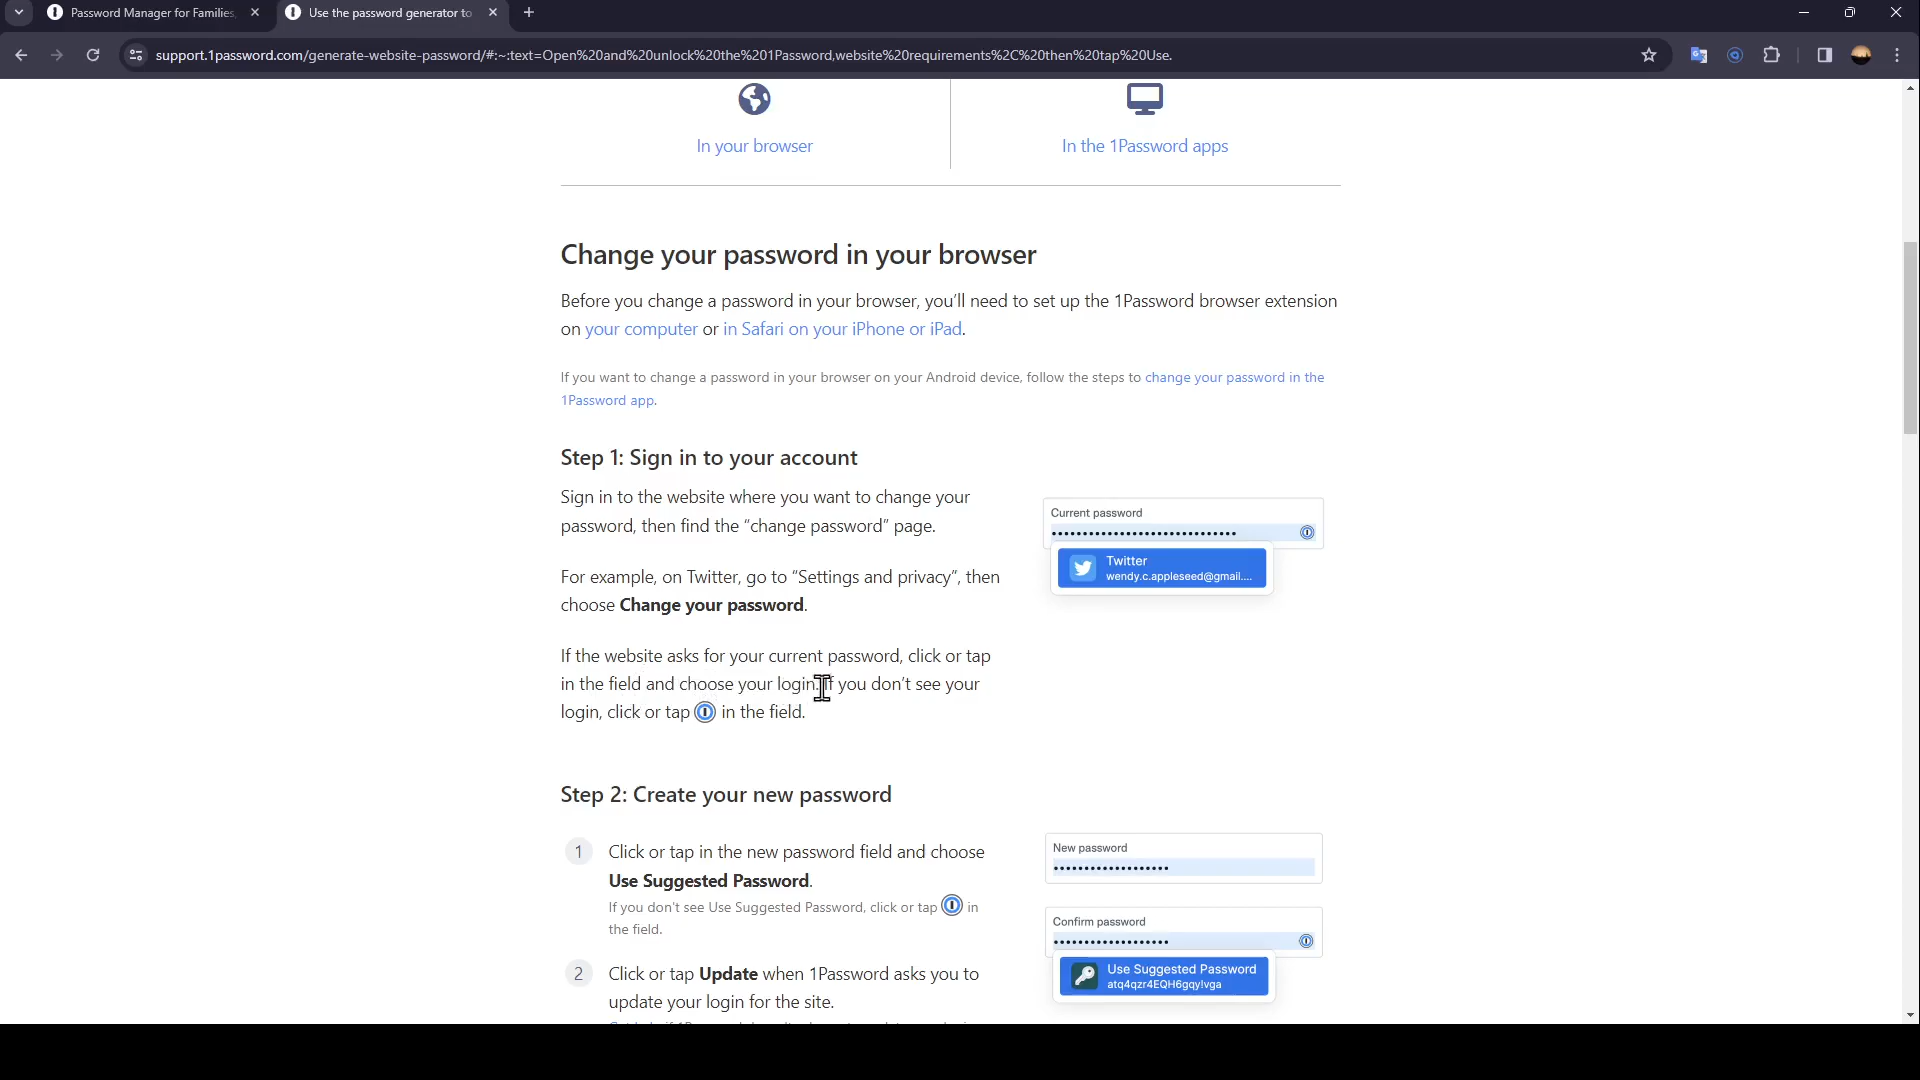 Password Manager for Families,
Use the password generator to
support.1password.com/generate-website-password/#:~:text=Open%20and%20unlock%20the%201Password,website%20requirements%2C%20then%20tap%20Use.
In your browser
In the 1Password apps
Change your password in your browser
Before you change a password in your browser, you'll need to set up the 1Password browser extension
on your computer or in Safari on your iPhone or iPad.
If you want to change a password in your browser on your Android device, follow the steps to change your password in the
1Password app.
Step 1: Sign in to your account
Sign in to the website where you want to change your
password, then find the “change password” page.
For example, on Twitter, go to “Settings and privacy”, then
choose Change your password.
If the website asks for your current password, click or tap
in the field and choose your login. If you don't see your
login, click or tap in the field.
Current password
Twitter
wendy.c.appleseed@gmail....
Step 2: Create your new password
1 Click or tap in the new password field and choose
Use Suggested Password.
If you don't see Use Suggested Password, click or tap in
the field.
2 Click or tap Update when 1Password asks you to
update your login for the site.
New password
Confirm password
Use Suggested Password
atq4qzr4EQH6gqy!vga